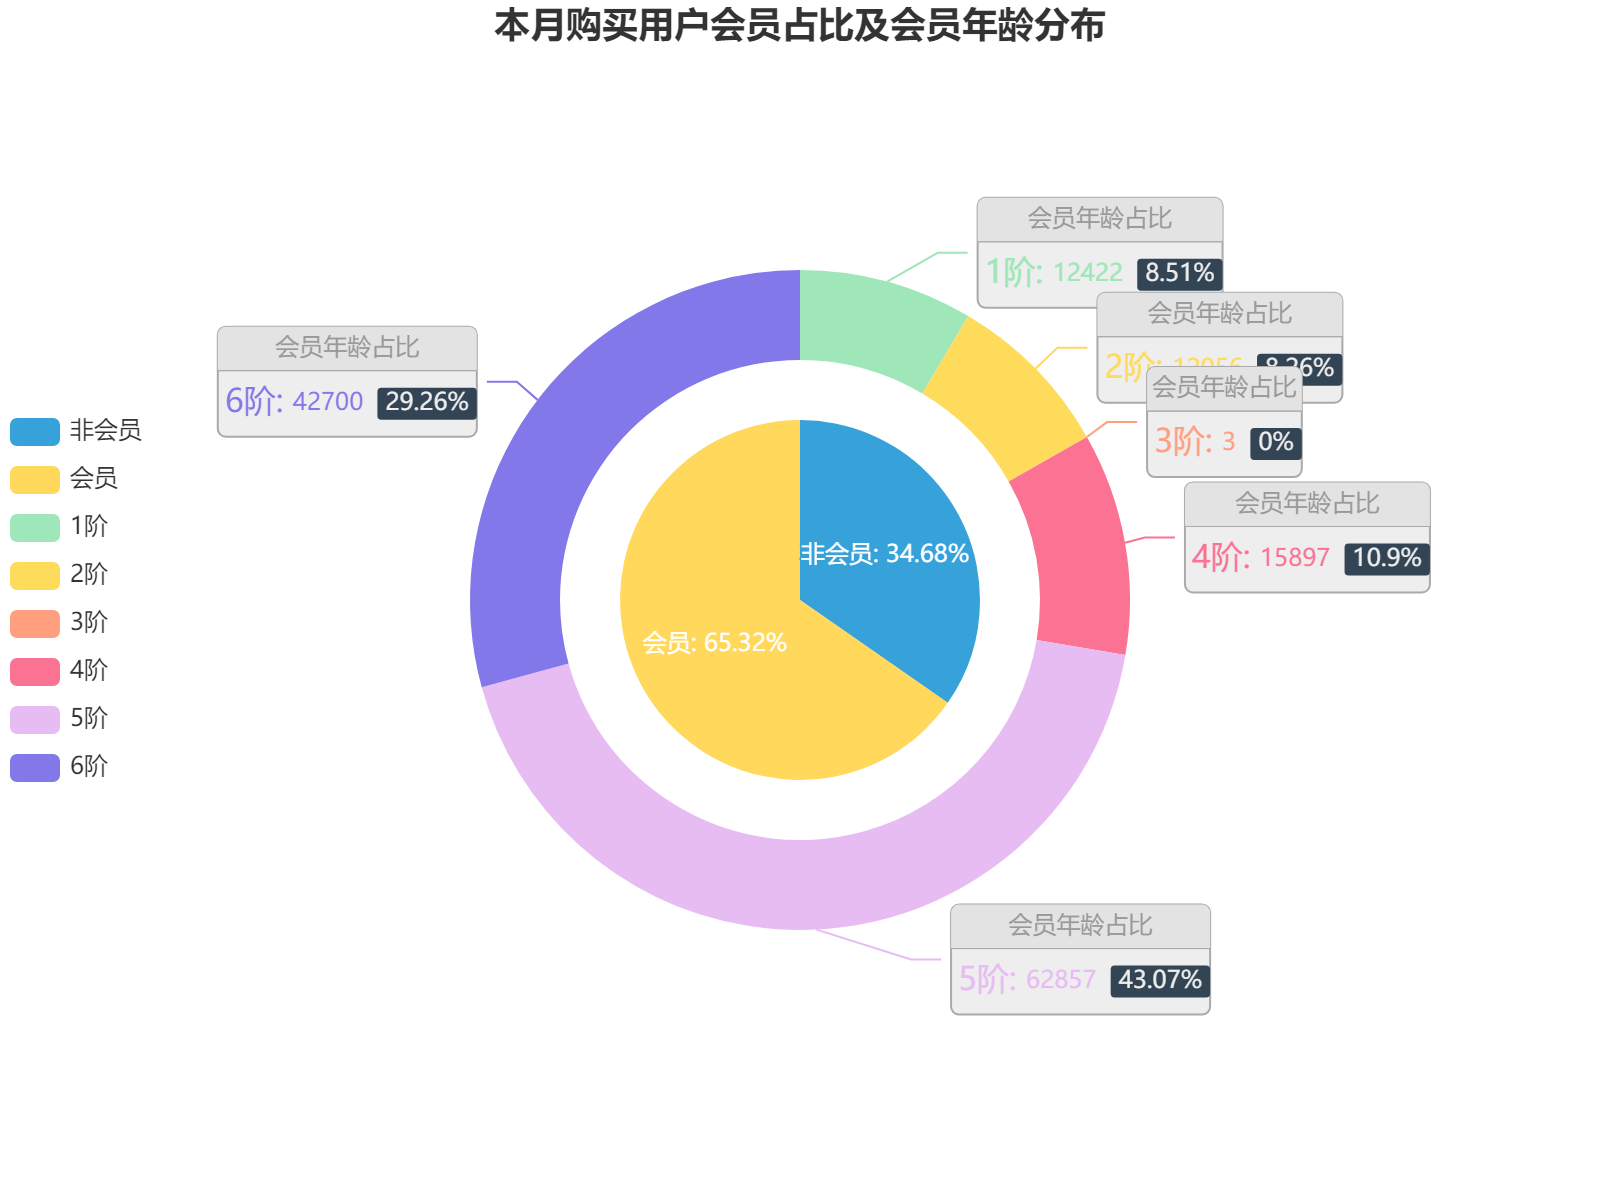 本月购买用户会员占比及会员年龄分布
会员年龄占比
1阶: 12422 8.51%
会员年龄占比
2阶: 12056 8.26%
会员年龄占比
3阶: 3 0%
会员年龄占比
4阶: 15897 10.9%
会员年龄占比
5阶: 62857 43.07%
会员年龄占比
6阶: 42700 29.26%
非会员: 34.68%
会员: 65.32%
非会员
会员
1阶
2阶
3阶
4阶
5阶
6阶